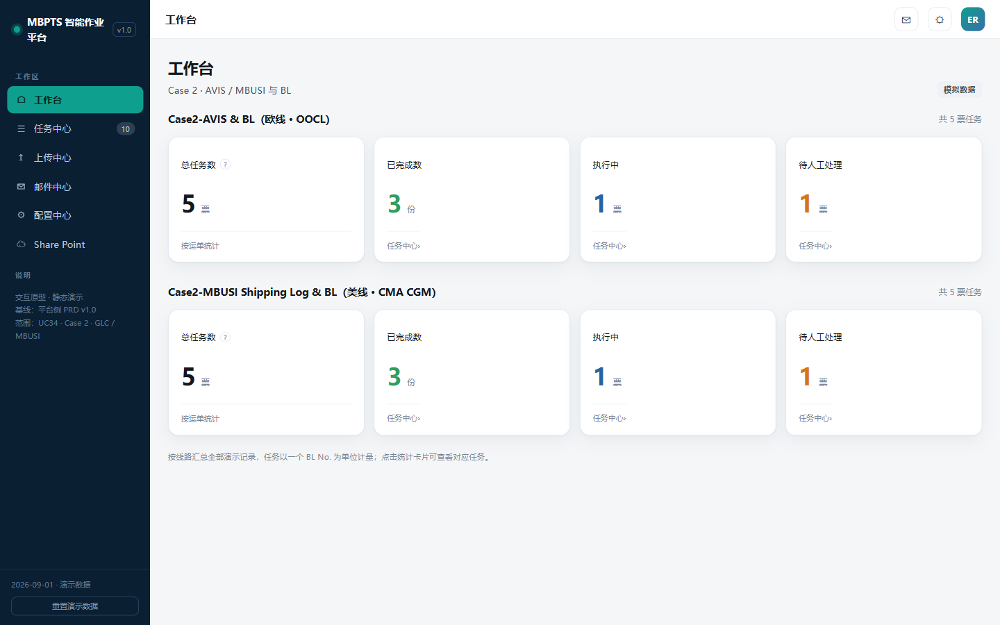 MBPTS 智能作业
平台
v1.0
工作区
工作台
任务中心
10
上传中心
邮件中心
配置中心
Share Point
说明
交互原型 · 静态演示
基线：平台侧 PRD v1.0
范围：UC34 · Case 2 · GLC /
MBUSI
2026-09-01 · 演示数据
重置演示数据
工作台
ER
工作台
Case 2 · AVIS / MBUSI 与 BL
模拟数据
Case2-AVIS & BL（欧线 • OOCL）
共 5 票任务
总任务数 ?
5 票
按运单统计
已完成数
3 份
任务中心›
执行中
1 票
任务中心›
待人工处理
1 票
任务中心›
Case2-MBUSI Shipping Log & BL（美线 • CMA CGM）
共 5 票任务
总任务数 ?
5 票
按运单统计
已完成数
3 份
任务中心›
执行中
1 票
任务中心›
待人工处理
1 票
任务中心›
按线路汇总全部演示记录，任务以一个 BL No. 为单位计量；点击统计卡片可查看对应任务。